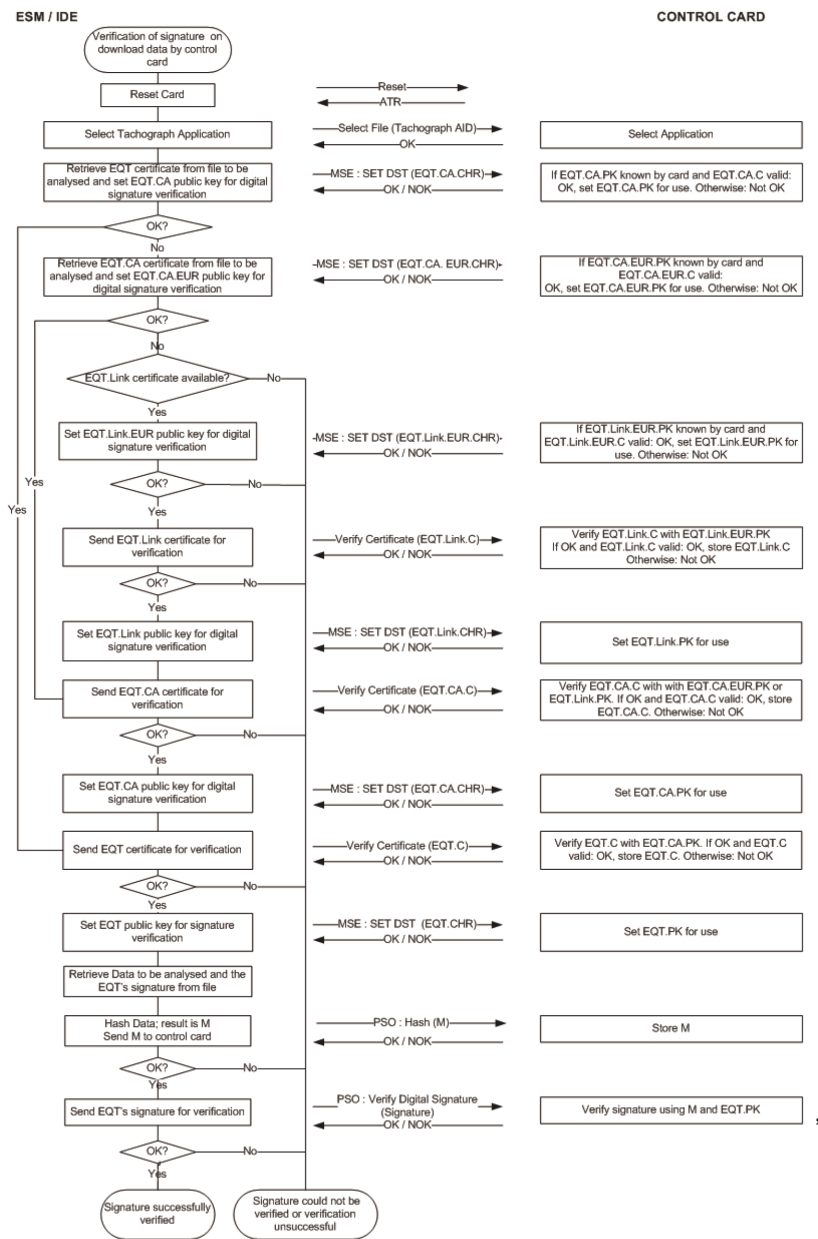 ESM / IDE
CONTROL CARD
Verification of signature on
download data by control
card
Reset Card
Reset
ATR
Select Tachograph Application
Select File (Tachograph AID)
OK
Select Application
Retrieve EQT certificate from file to be
analysed and set EQT.CA public key for digital
signature verification
MSE : SET DST (EQT.CA.CHR)
OK / NOK
If EQT.CA.PK known by card and EQT.CA.C valid:
OK, set EQT.CA.PK for use. Otherwise: Not OK
OK?
No
Retrieve EQT.CA certificate from file to be
analysed and set EQT.CA.EUR public key for
digital signature verification
MSE : SET DST (EQT.CA. EUR.CHR)
OK / NOK
If EQT.CA.EUR.PK known by card and
EQT.CA.EUR.C valid:
OK, set EQT.CA.EUR.PK for use. Otherwise: Not OK
OK?
No
EQT.Link certificate available?
No
Yes
Set EQT.Link.EUR public key for digital
signature verification
MSE : SET DST (EQT.Link.EUR.CHR)
OK / NOK
If EQT.Link.EUR.PK known by card and
EQT.Link.EUR.C valid: OK, set EQT.Link.EUR.PK for
use. Otherwise: Not OK
OK?
No
Yes
Yes
Yes
Send EQT.Link certificate for
verification
Verify Certificate (EQT.Link.C)
OK / NOK
Verify EQT.Link.C with EQT.Link.EUR.PK
If OK and EQT.Link.C valid: OK, store EQT.Link.C
Otherwise: Not OK
OK?
No
Yes
Set EQT.Link public key for digital
signature verification
MSE : SET DST (EQT.Link.CHR)
OK / NOK
Set EQT.Link.PK for use
Send EQT.CA certificate for
verification
Verify Certificate (EQT.CA.C)
OK / NOK
Verify EQT.CA.C with with EQT.CA.EUR.PK or
EQT.Link.PK. If OK and EQT.CA.C valid: OK, store
EQT.CA.C. Otherwise: Not OK
OK?
No
Yes
Set EQT.CA public key for digital
signature verification
MSE : SET DST (EQT.CA.CHR)
OK / NOK
Set EQT.CA.PK for use
Send EQT certificate for verification
Verify Certificate (EQT.C)
OK / NOK
Verify EQT.C with EQT.CA.PK. If OK and EQT.C
valid: OK, store EQT.C. Otherwise: Not OK
OK?
No
Yes
Set EQT public key for signature
verification
MSE : SET DST (EQT.CHR)
OK / NOK
Set EQT.PK for use
Retrieve Data to be analysed and the
EQT's signature from file
Hash Data; result is M
Send M to control card
PSO : Hash (M)
OK / NOK
Store M
OK?
No
Yes
Send EQT's signature for verification
PSO : Verify Digital Signature
(Signature)
OK / NOK
Verify signature using M and EQT.PK
,
OK?
No
Yes
Signature successfully
verified
Signature could not be
verified or verification
unsuccessful